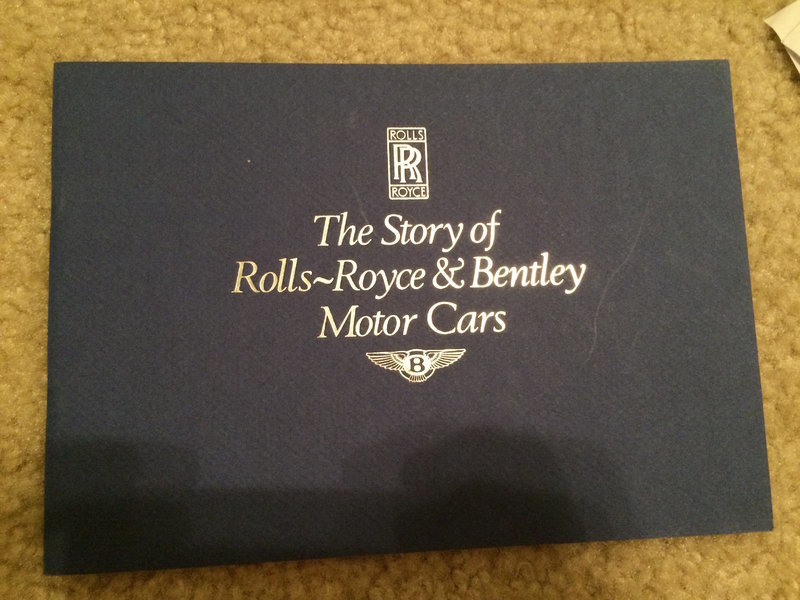 ROLLS
RR
ROYCE
The Story of
Rolls~Royce & Bentley
Motor Cars
B